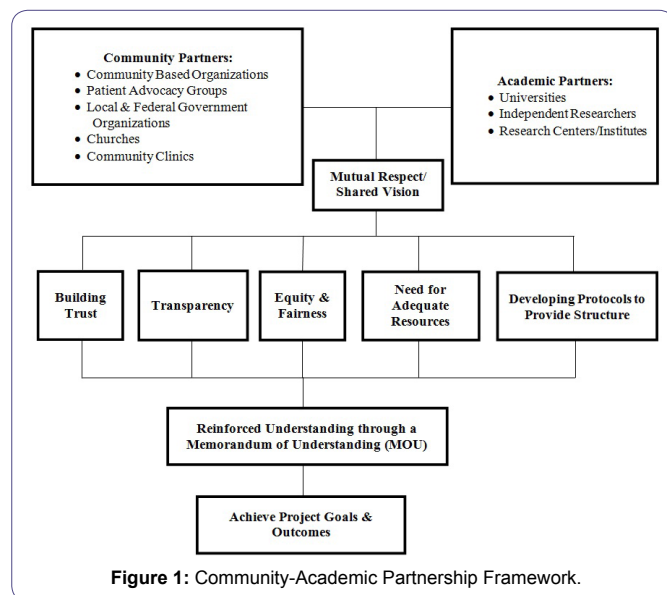 Community Partners:
• Community Based Organizations
• Patient Advocacy Groups
• Local & Federal Government
Organizations
• Churches
• Community Clinics
Academic Partners:
• Universities
• Independent Researchers
• Research Centers/Institutes
Mutual Respect/
Shared Vision
Building
Trust
Transparency
Equity &
Fairness
Need for
Adequate
Resources
Developing Protocols to
Provide Structure
Reinforced Understanding through a
Memorandum of Understanding (MOU)
Achieve Project Goals &
Outcomes
Figure 1: Community-Academic Partnership Framework.